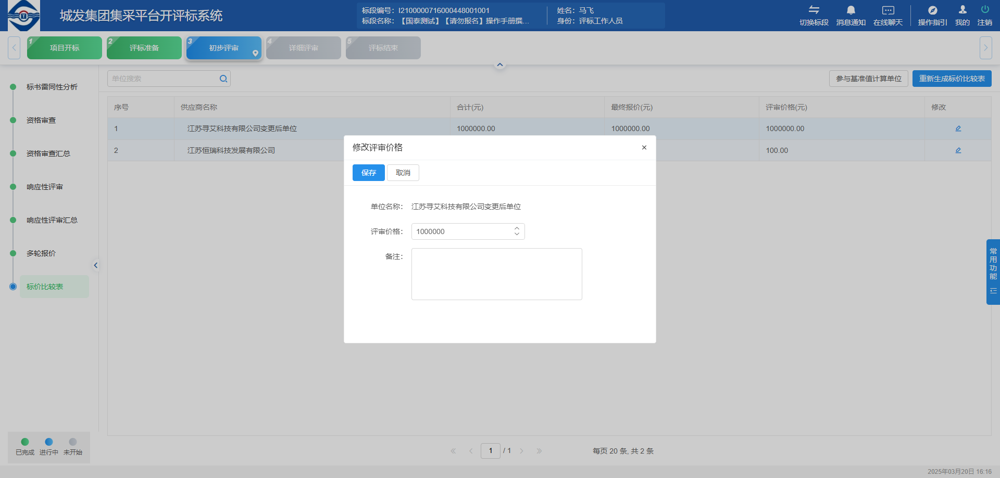 城发集团集采平台开评标系统
标段编号：I2100000716000448001001
标段名称：【国泰测试】【请勿报名】操作手册撰...
姓名：马飞
身份：评标工作人员
切换标段
消息通知
在线聊天
操作指引
我的
注销
1 项目开标
2 评标准备
3 初步评审
4 详细评审
5 评标结束
标书雷同性分析
资格审查
资格审查汇总
响应性评审
响应性评审汇总
多轮报价
标价比较表
单位搜索
参与基准值计算单位
重新生成标价比较表
序号 供应商名称 合计(元) 最终报价(元) 评审价格(元) 修改
1 江苏寻艾科技有限公司变更后单位 1000000.00 1000000.00 1000000.00
2 江苏恒瑞科技发展有限公司 100.00
修改评审价格
保存 取消
单位名称：江苏寻艾科技有限公司变更后单位
评审价格：1000000
备注：
常用功能
已完成 进行中 未开始
1 / 1
每页 20 条, 共 2 条
2025年03月20日 16:16